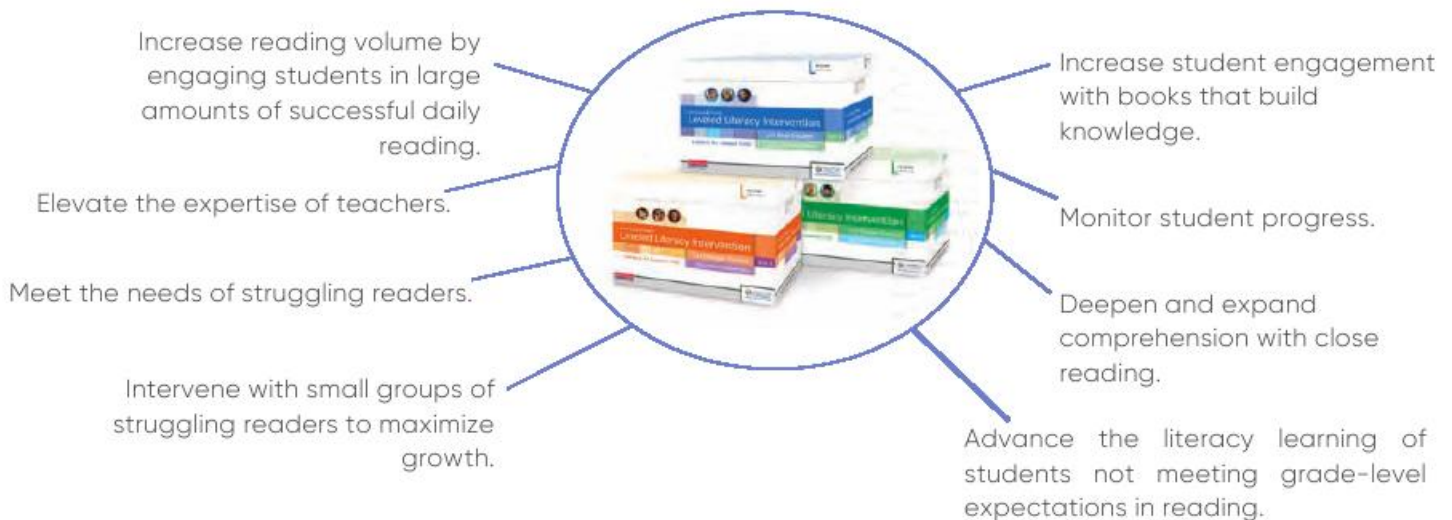 Increase reading volume by
engaging students in large
amounts of successful daily
reading.
Elevate the expertise of teachers.
Meet the needs of struggling readers.
Intervene with small groups of
struggling readers to maximize
growth.
Leveled Literacy Intervention
Leveled Literacy Intervention
Literacy Intervention
Increase student engagement
with books that build
knowledge.
Monitor student progress.
Deepen and expand
comprehension with close
reading.
Advance the literacy learning of
students not meeting grade-level
expectations in reading.